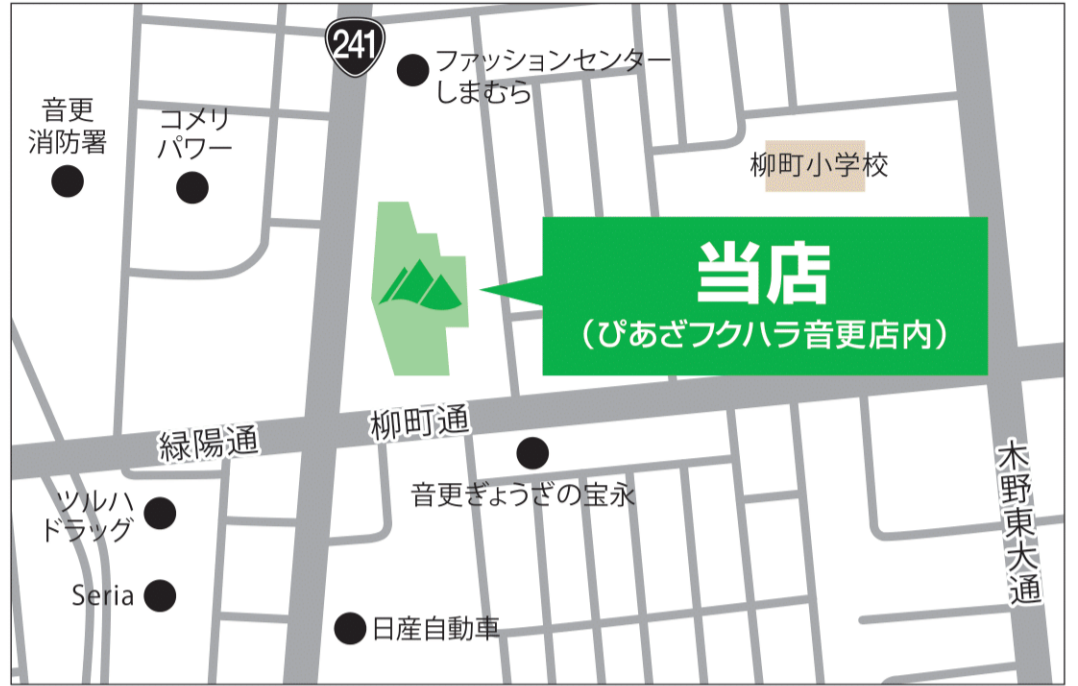 241
ファッションセンター
しまむら
音更
消防署
コメリ
パワー
柳町小学校
当店
（ぴあざフクハラ音更店内）
柳町通
緑陽通
木野東大通
音更ぎょうざの宝永
ツルハ
ドラッグ
Seria
日産自動車